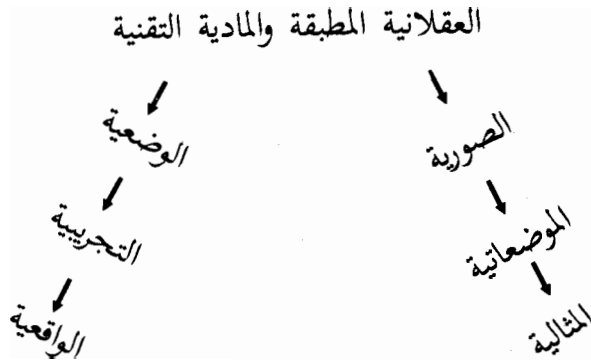 العقلانية المطبقة والمادية التقنية
الصورية
الوضعية
الموضعاتية
التجريبية
المثالية
الواقعية